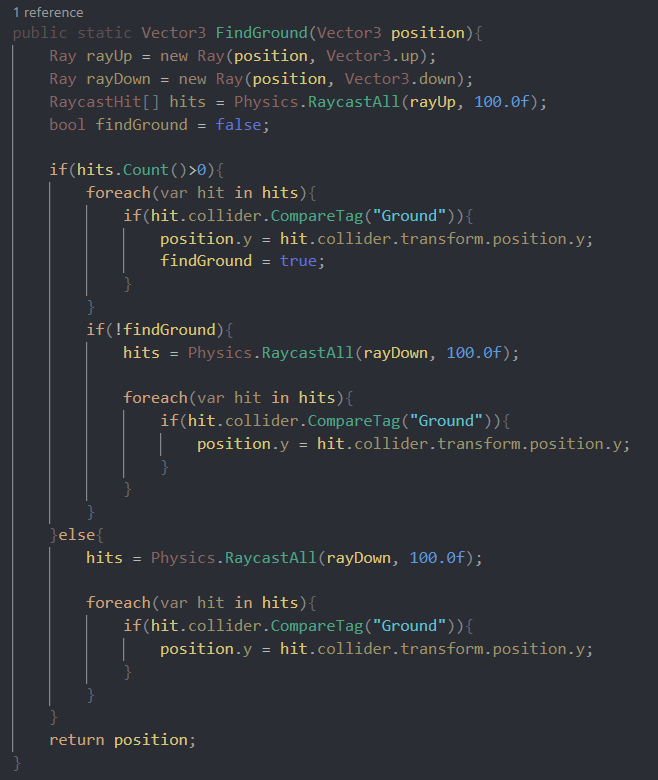 1 reference
public static Vector3 FindGround(Vector3 position){
    Ray rayUp = new Ray(position, Vector3.up);
    Ray rayDown = new Ray(position, Vector3.down);
    RaycastHit[] hits = Physics.RaycastAll(rayUp, 100.0f);
    bool findGround = false;

    if(hits.Count()>0){
        foreach(var hit in hits){
            if(hit.collider.CompareTag("Ground")){
                position.y = hit.collider.transform.position.y;
                findGround = true;
            }
        }
        if(!findGround){
            hits = Physics.RaycastAll(rayDown, 100.0f);

            foreach(var hit in hits){
                if(hit.collider.CompareTag("Ground")){
                    position.y = hit.collider.transform.position.y;
                }
            }
        }
    }else{
        hits = Physics.RaycastAll(rayDown, 100.0f);

        foreach(var hit in hits){
            if(hit.collider.CompareTag("Ground")){
                position.y = hit.collider.transform.position.y;
            }
        }
    }
    return position;
}